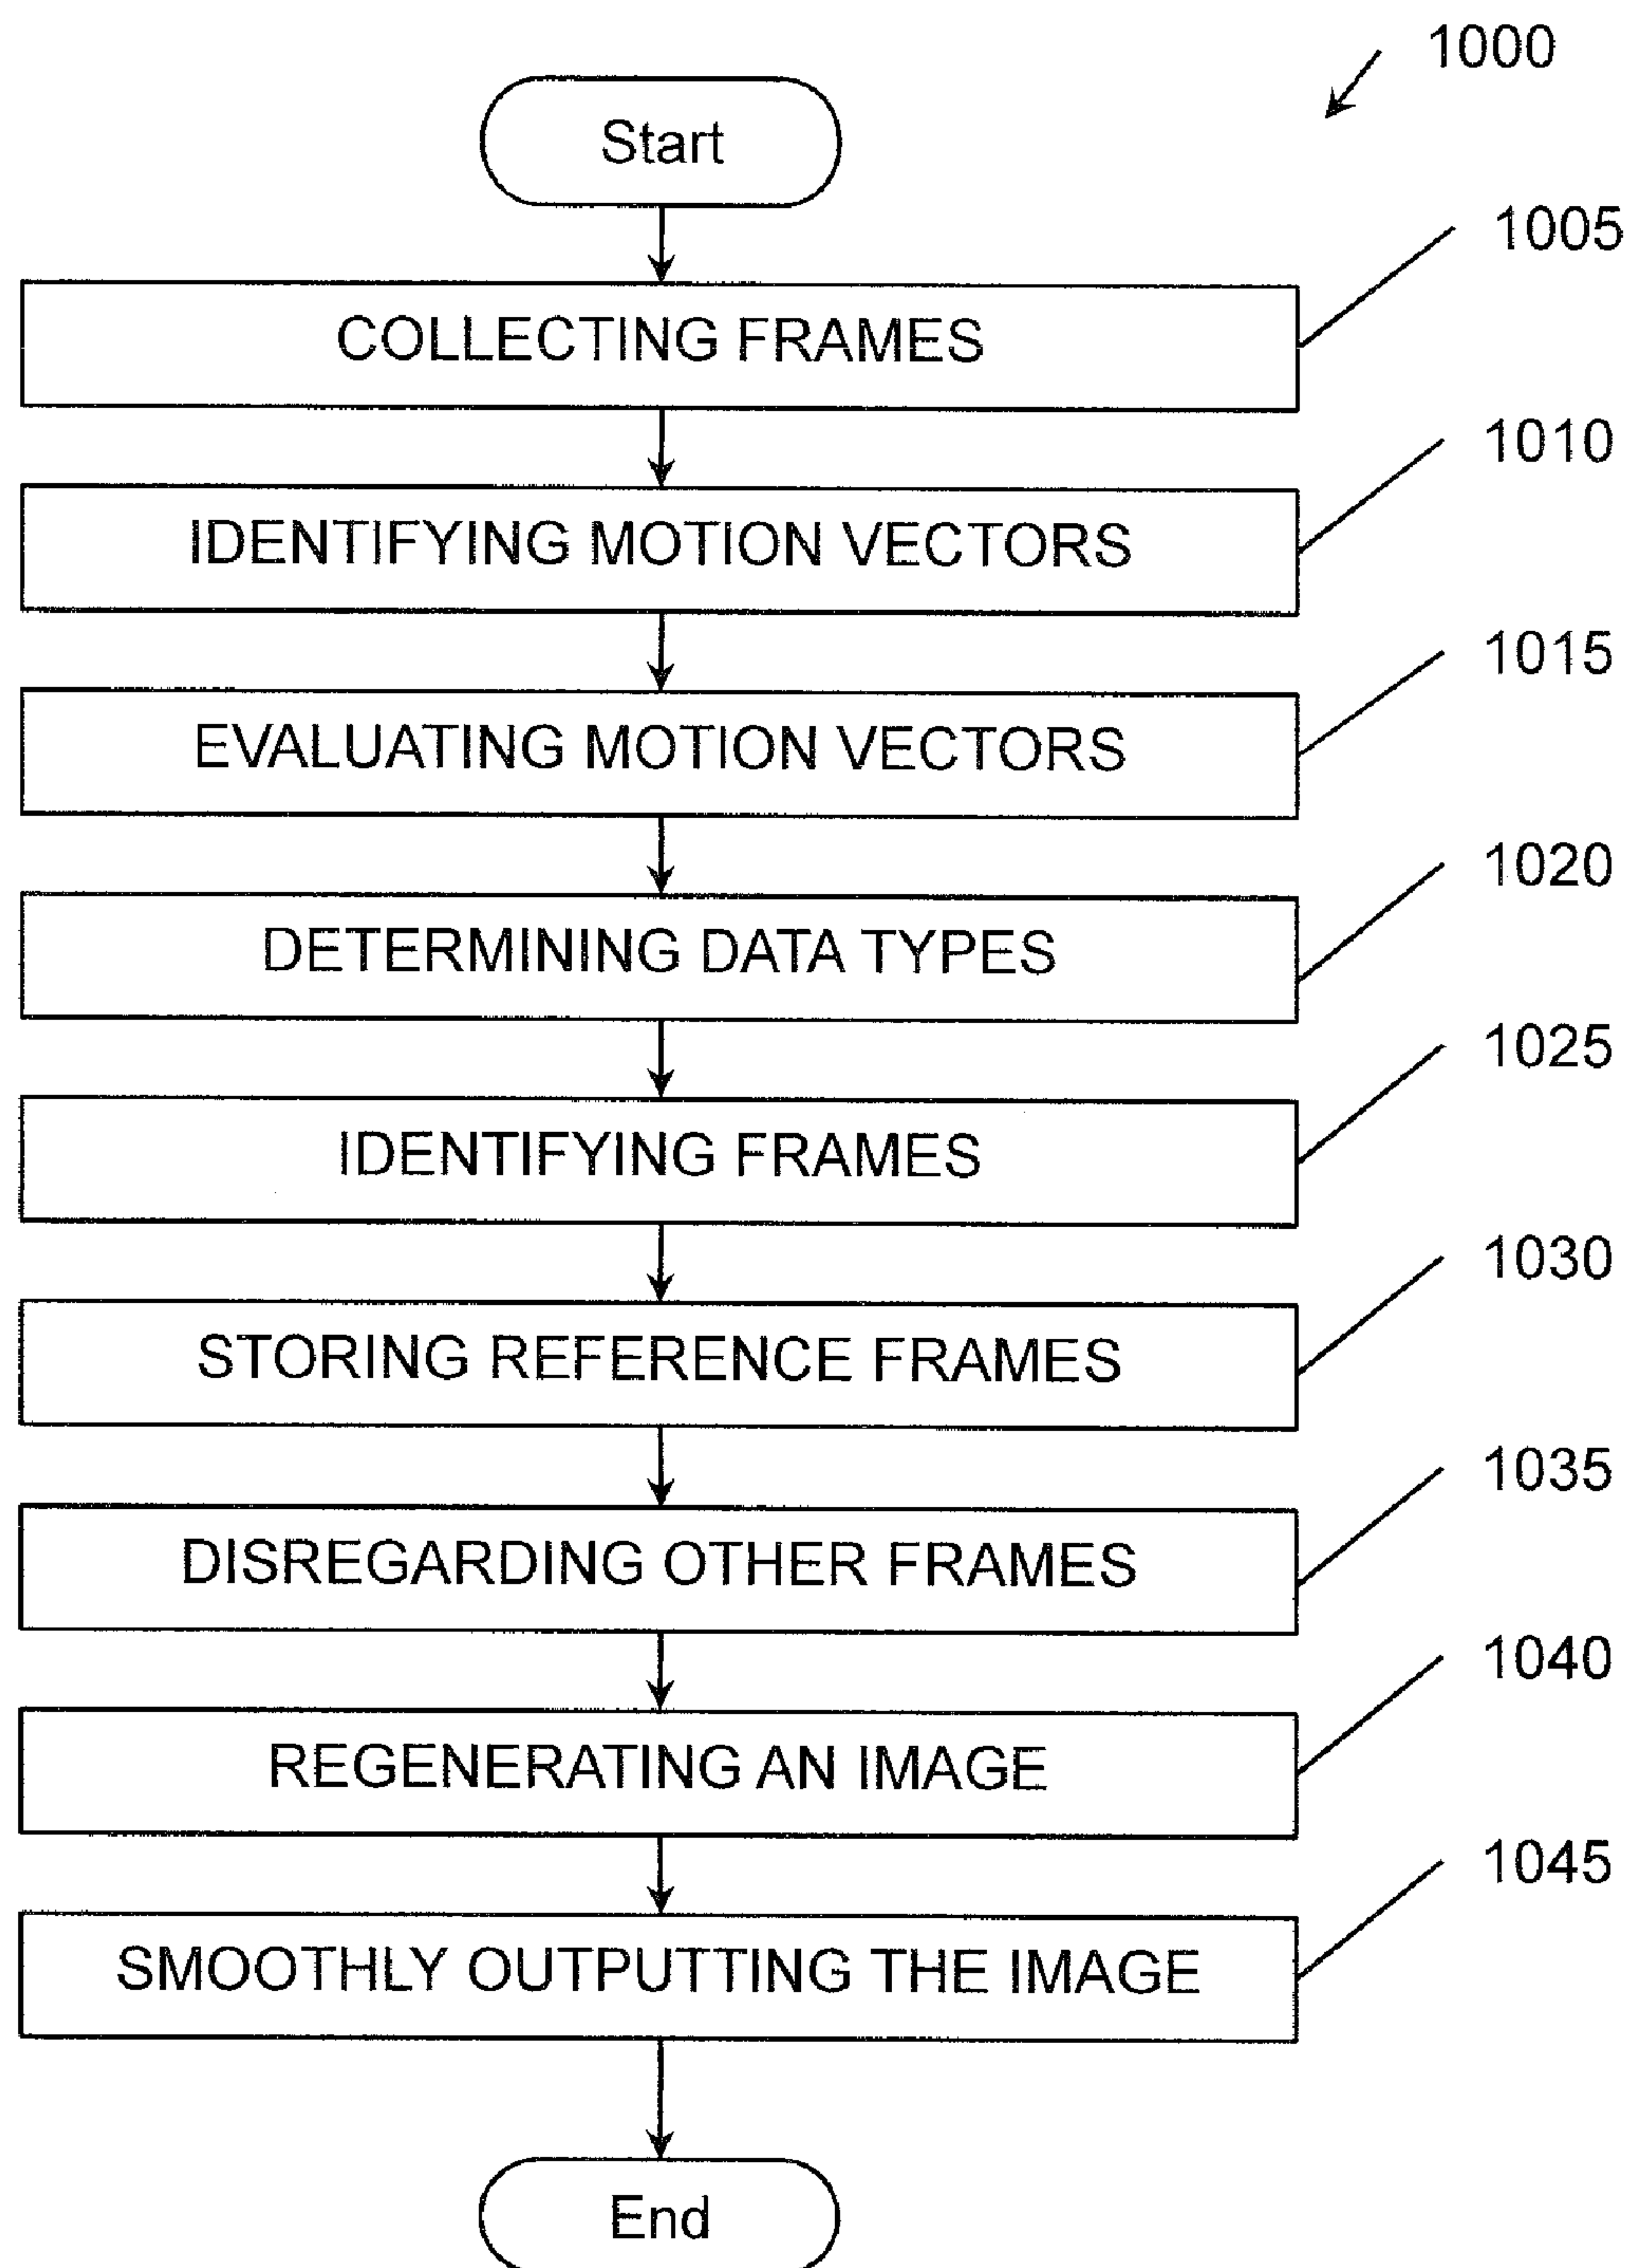 1000
Start
1005
COLLECTING FRAMES
1010
IDENTIFYING MOTION VECTORS
1015
EVALUATING MOTION VECTORS
1020
DETERMINING DATA TYPES
1025
IDENTIFYING FRAMES
1030
STORING REFERENCE FRAMES
1035
DISREGARDING OTHER FRAMES
1040
REGENERATING AN IMAGE
1045
SMOOTHLY OUTPUTTING THE IMAGE
End